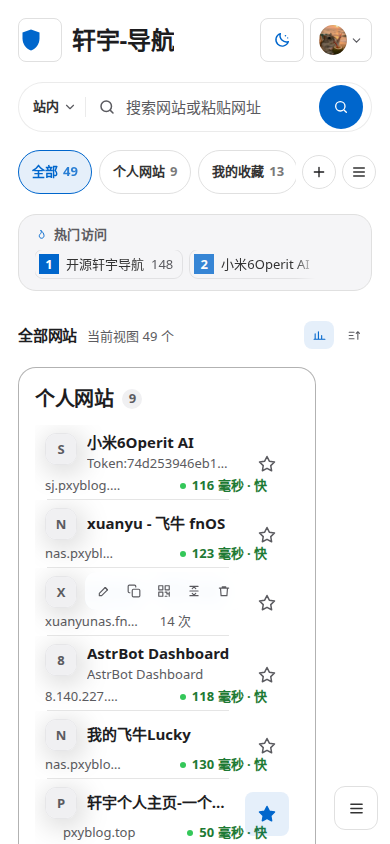 轩宇-导航
站内 搜索网站或粘贴网址
全部 49 个人网站 9 我的收藏 13
热门访问
1 开源轩宇导航 148 2 小米6Operit AI
全部网站 当前视图 49 个
个人网站 9
S 小米6Operit AI
Token:74d253946eb1...
sj.pxyblog.... 116 毫秒 · 快
N xuanyu - 飞牛 fnOS
nas.pxybl... 123 毫秒 · 快
X
xuanyunas.fn... 14 次
8 AstrBot Dashboard
AstrBot Dashboard
8.140.227.... 118 毫秒 · 快
N 我的飞牛Lucky
nas.pxyblo... 130 毫秒 · 快
P 轩宇个人主页-一个...
pxyblog.top 50 毫秒 · 快